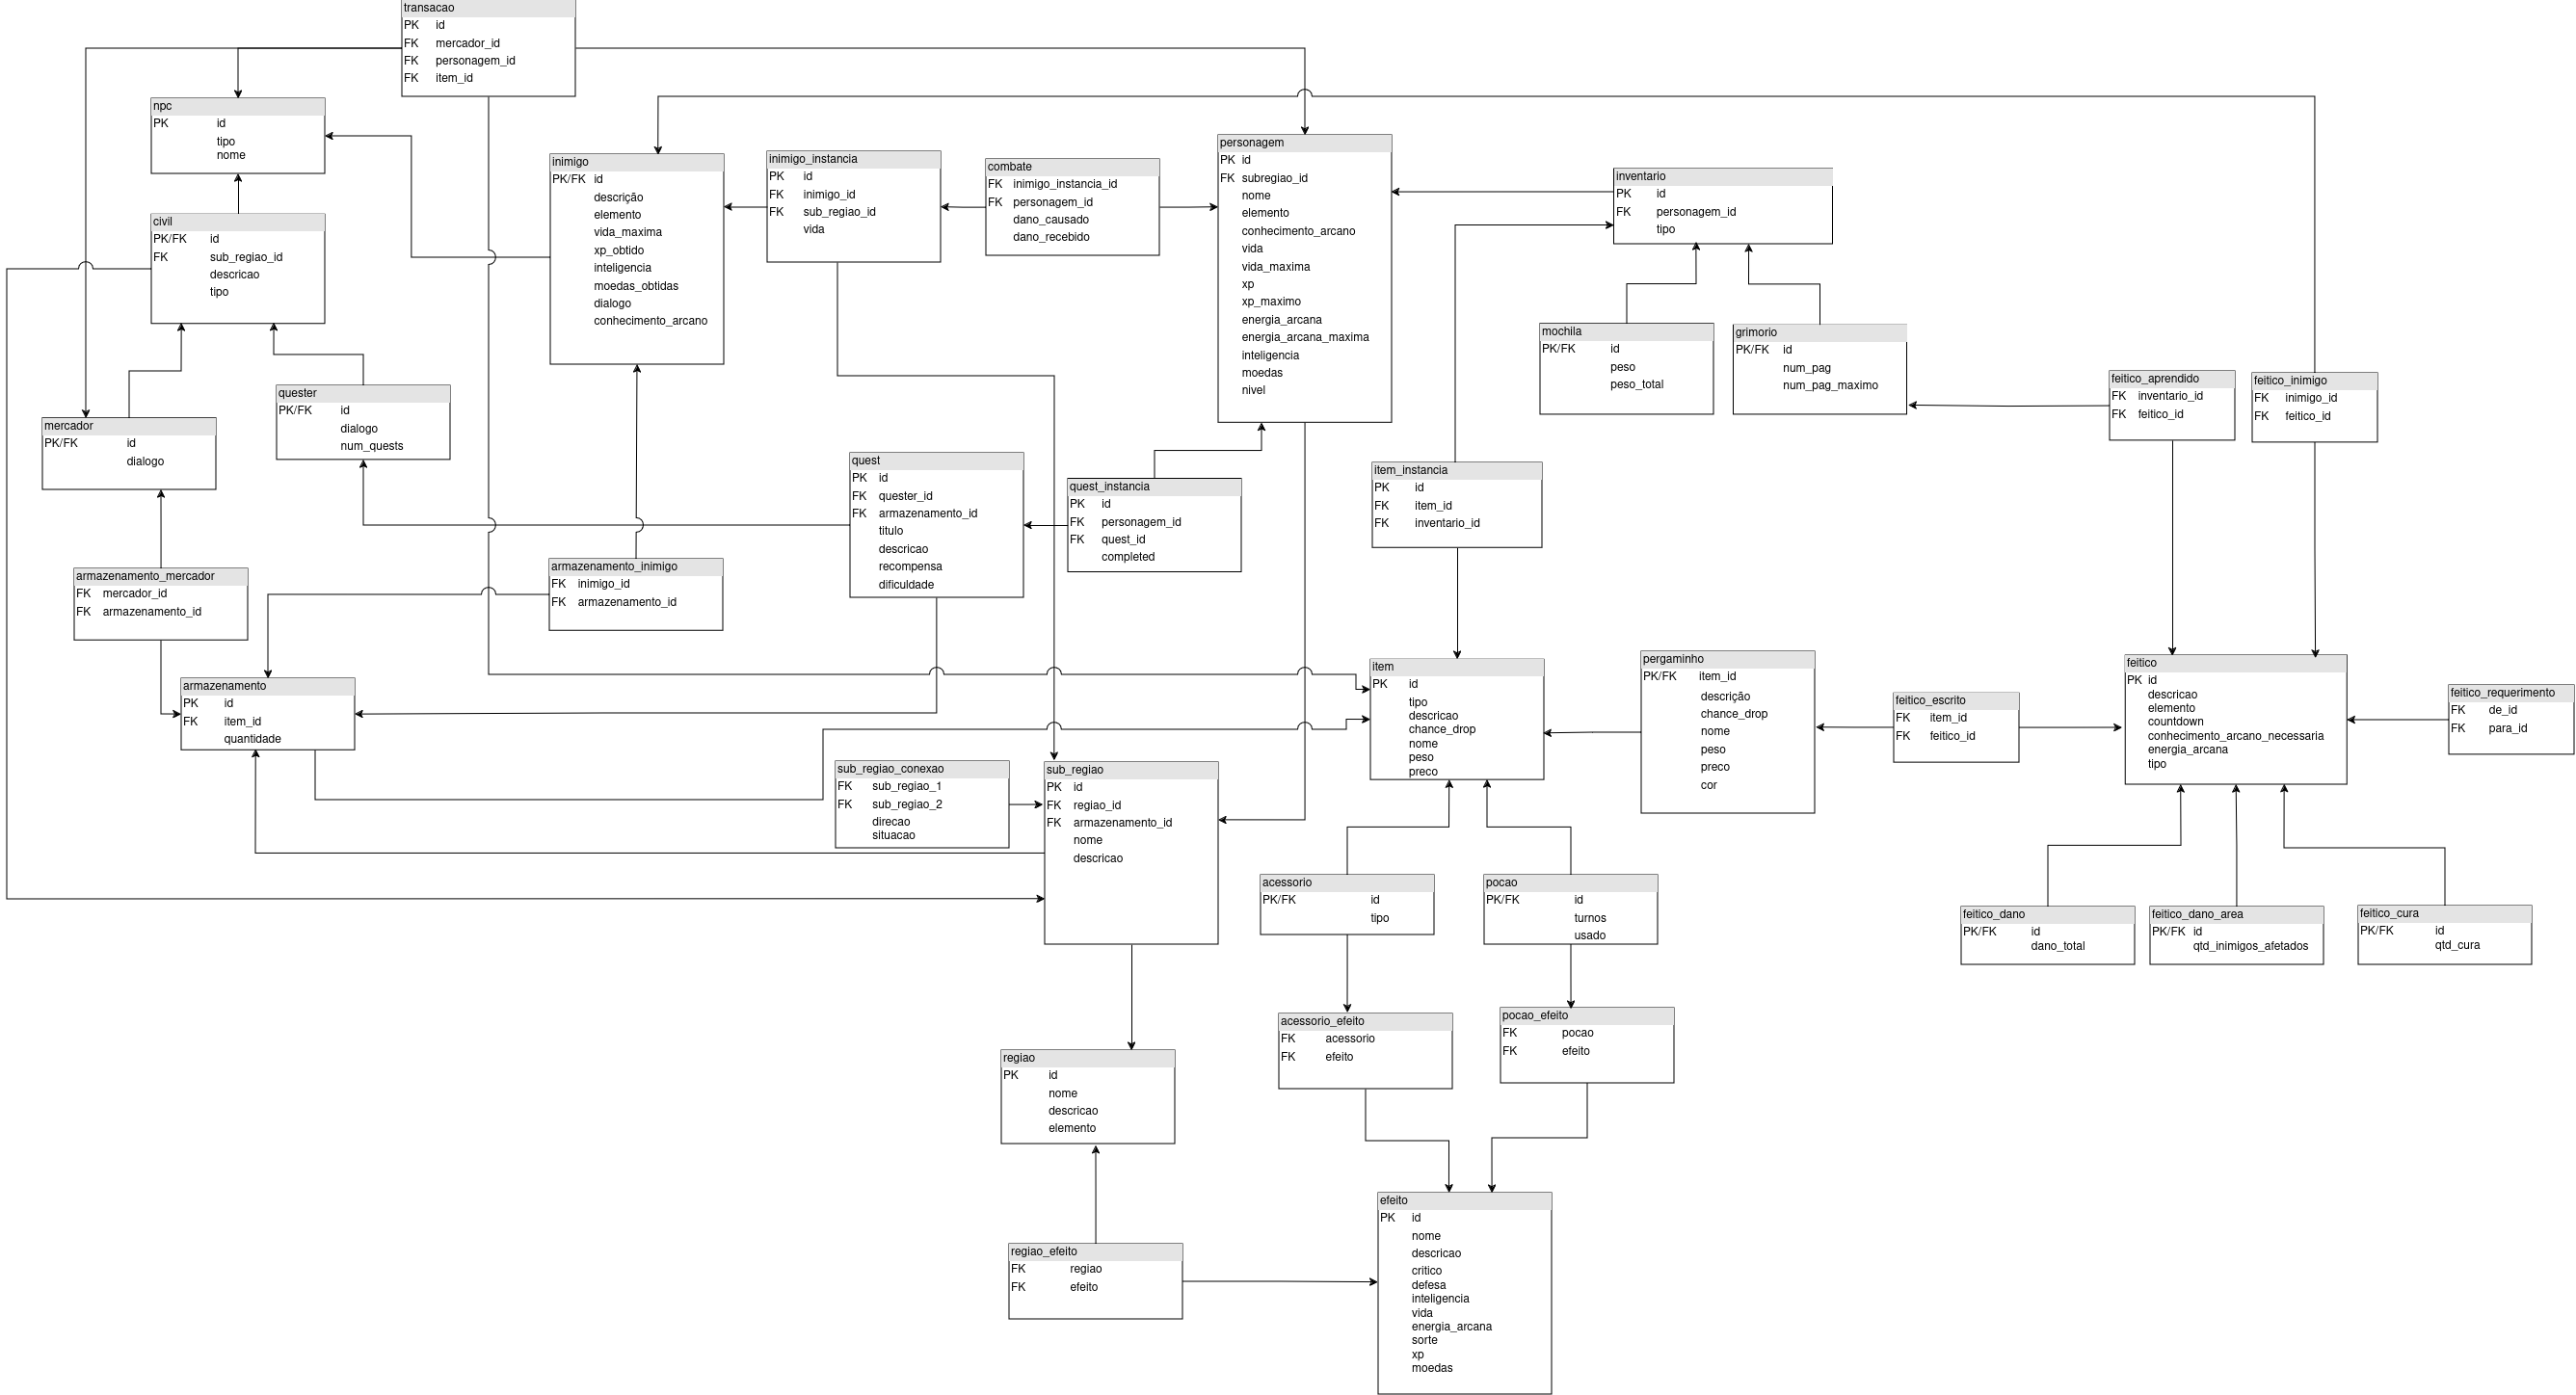 transacao
PK id
FK mercador_id
FK personagem_id
FK item_id
npc
PK id
tipo
nome
civil
PK/FK id
FK sub_regiao_id
descricao
tipo
inimigo
PK/FK id
descrição
elemento
vida_maxima
xp_obtido
inteligencia
moedas_obtidas
dialogo
conhecimento_arcano
inimigo_instancia
PK id
FK inimigo_id
FK sub_regiao_id
vida
combate
FK inimigo_instancia_id
FK personagem_id
dano_causado
dano_recebido
personagem
PK id
FK subregiao_id
nome
elemento
conhecimento_arcano
vida
vida_maxima
xp
xp_maximo
energia_arcana
energia_arcana_maxima
inteligencia
moedas
nivel
inventario
PK id
FK personagem_id
tipo
mochila
PK/FK id
peso
peso_total
grimorio
PK/FK id
num_pag
num_pag_maximo
feitico_aprendido
FK inventario_id
FK feitico_id
feitico_inimigo
FK inimigo_id
FK feitico_id
quester
PK/FK id
dialogo
num_quests
mercador
PK/FK id
dialogo
quest
PK id
FK quester_id
FK armazenamento_id
titulo
descricao
recompensa
dificuldade
quest_instancia
PK id
FK personagem_id
FK quest_id
completed
item_instancia
PK id
FK item_id
FK inventario_id
armazenamento_mercador
FK mercador_id
FK armazenamento_id
armazenamento_inimigo
FK inimigo_id
FK armazenamento_id
armazenamento
PK id
FK item_id
quantidade
item
PK id
tipo
descricao
chance_drop
nome
peso
preco
pergaminho
PK/FK item_id
descrição
chance_drop
nome
peso
preco
cor
feitico_escrito
FK item_id
FK feitico_id
feitico
PK id
descricao
elemento
countdown
conhecimento_arcano_necessaria
energia_arcana
tipo
feitico_requerimento
FK de_id
FK para_id
sub_regiao_conexao
FK sub_regiao_1
FK sub_regiao_2
direcao
situacao
sub_regiao
PK id
FK regiao_id
FK armazenamento_id
nome
descricao
acessorio
PK/FK id
tipo
pocao
PK/FK id
turnos
usado
feitico_dano
PK/FK id
dano_total
feitico_dano_area
PK/FK id
qtd_inimigos_afetados
feitico_cura
PK/FK id
qtd_cura
acessorio_efeito
FK acessorio
FK efeito
pocao_efeito
FK pocao
FK efeito
regiao
PK id
nome
descricao
elemento
regiao_efeito
FK regiao
FK efeito
efeito
PK id
nome
descricao
critico
defesa
inteligencia
vida
energia_arcana
sorte
xp
moedas